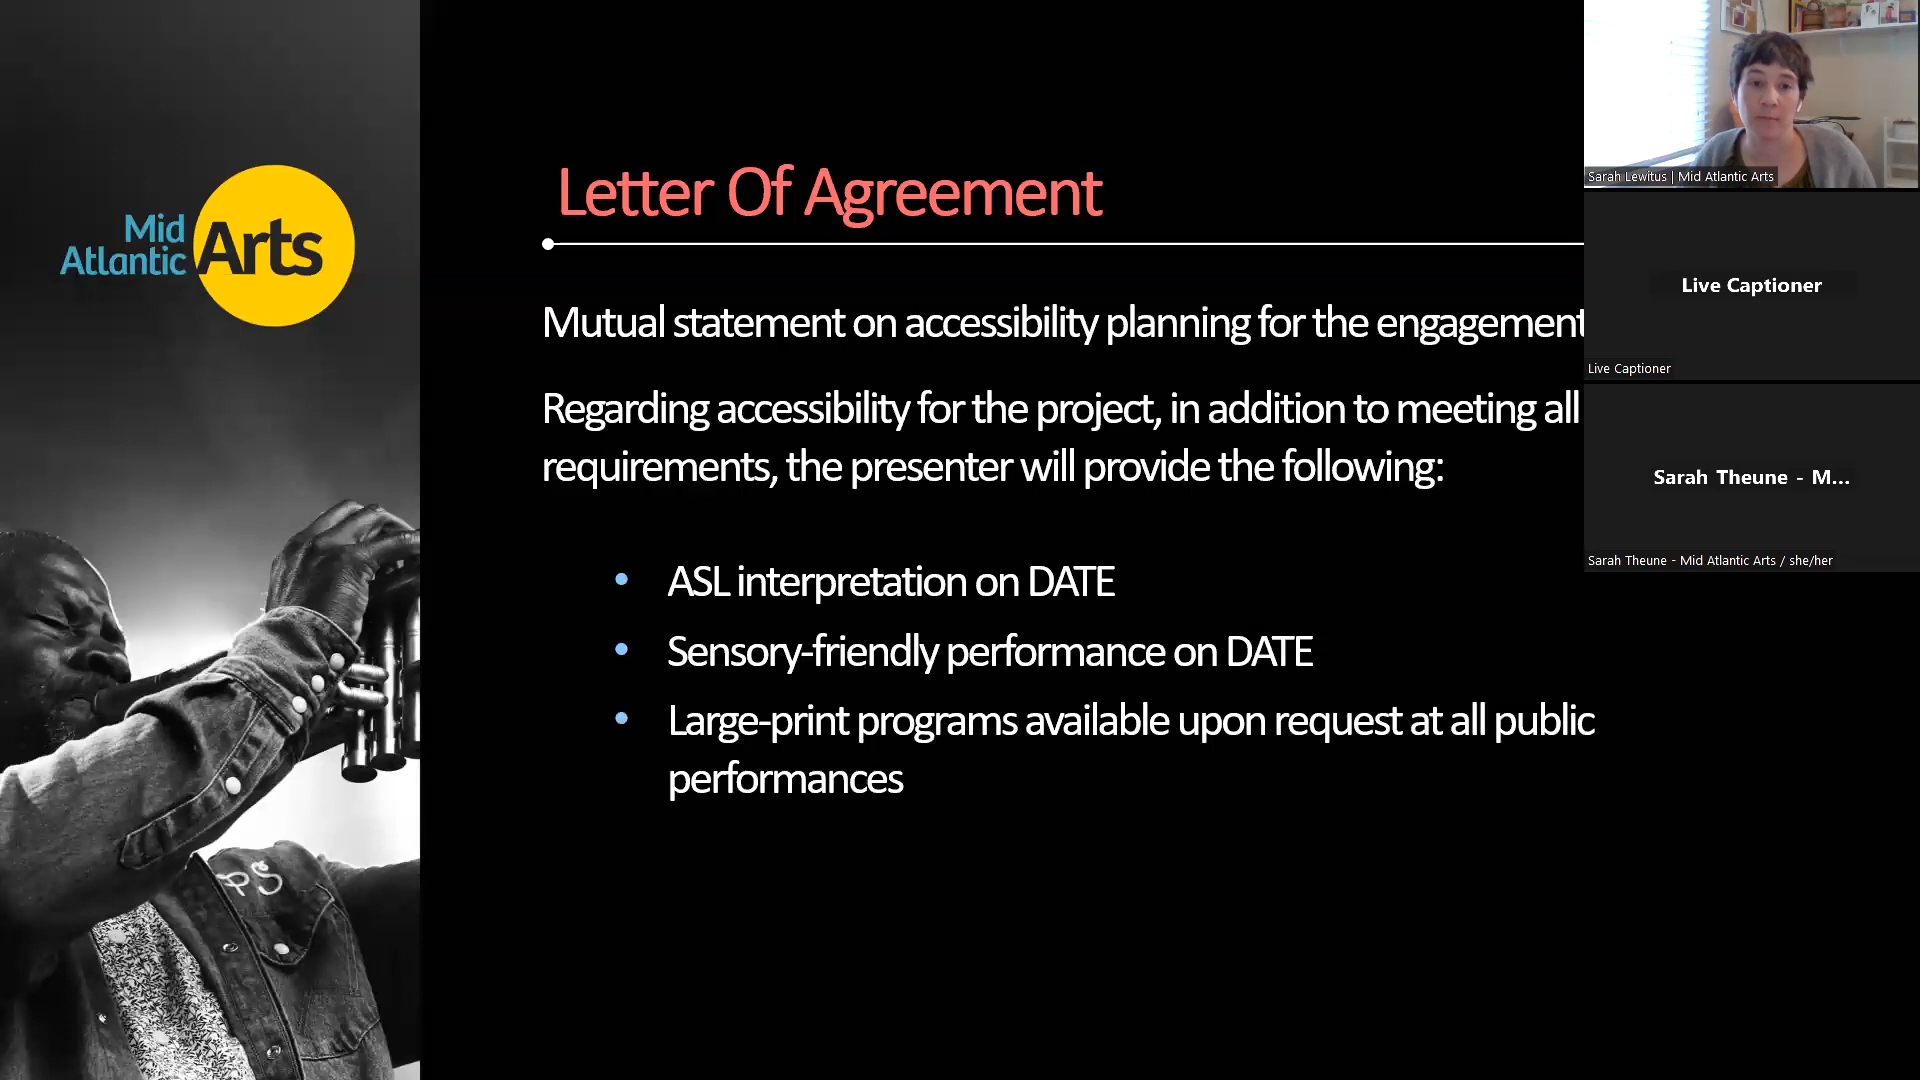 Mid
Atlantic
Arts
Letter Of Agreement
Mutual statement on accessibility planning for the engagement
Regarding accessibility for the project, in addition to meeting all
requirements, the presenter will provide the following:
• ASL interpretation on DATE
• Sensory-friendly performance on DATE
• Large-print programs available upon request at all public
performances
PS
Sarah Lewitus | Mid Atlantic Arts
Live Captioner
Live Captioner
Sarah Theune - M...
Sarah Theune - Mid Atlantic Arts / she/her